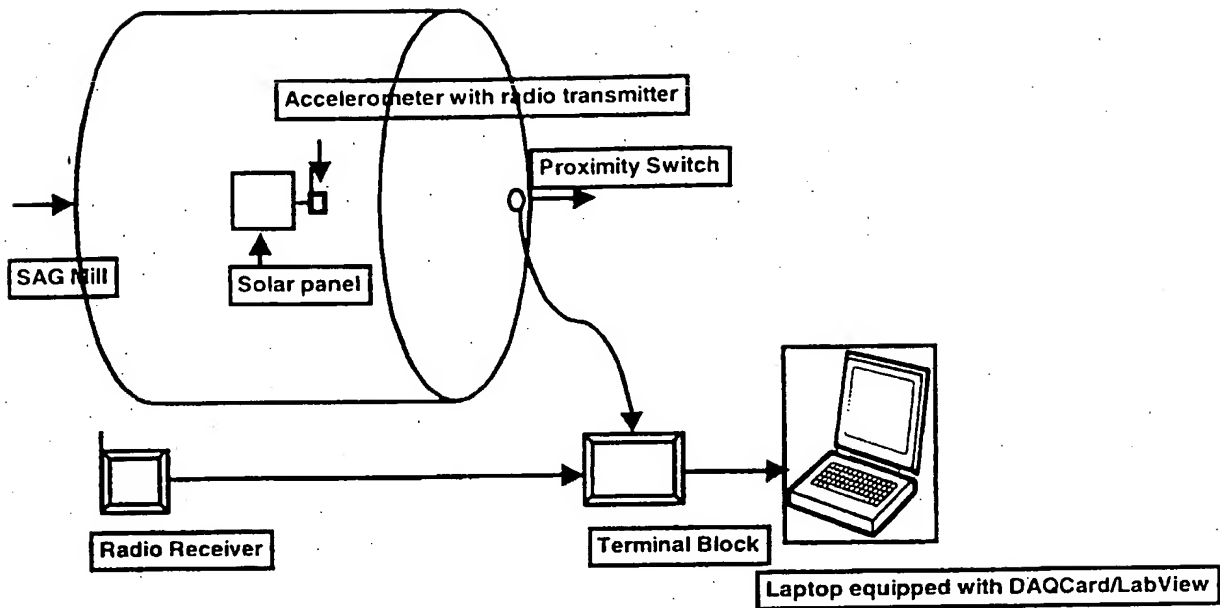 Accelerometer with radio transmitter
Proximity Switch
SAG Mill
Solar panel
Radio Receiver
Terminal Block
Laptop equipped with DAQCard/LabView